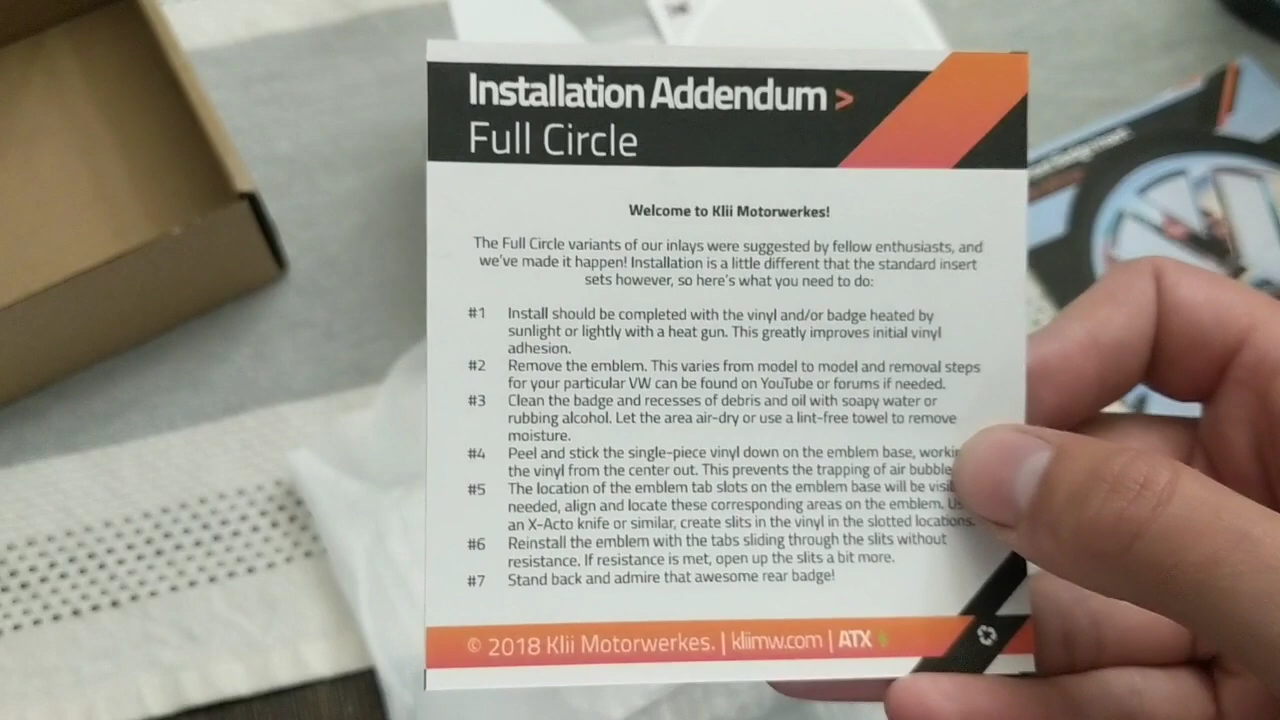 Installation Addendum >
Full Circle
Welcome to Klii Motorwerkes!
The Full Circle variants of our inlays were suggested by fellow enthusiasts, and
we've made it happen! Installation is a little different that the standard insert
sets however, so here's what you need to do:
#1 Install should be completed with the vinyl and/or badge heated by
sunlight or lightly with a heat gun. This greatly improves initial vinyl
adhesion.
#2 Remove the emblem. This varies from model to model and removal steps
for your particular VW can be found on YouTube or forums if needed.
#3 Clean the badge and recesses of debris and oil with soapy water or
rubbing alcohol. Let the area air-dry or use a lint-free towel to remove
moisture.
#4 Peel and stick the single-piece vinyl down on the emblem base,
the vinyl from the center out. This prevents the trapping of air
#5 The location of the emblem tab slots on the emblem base will be
needed, align and locate these corresponding areas on the emblem.
an X-Acto knife or similar, create slits in the vinyl in the slotted locations.
#6 Reinstall the emblem with the tabs sliding through the slits without
resistance. If resistance is met, open up the slits a bit more.
#7 Stand back and admire that awesome rear badge!
© 2018 Klii Motorwerkes. | kliimw.com | ATX